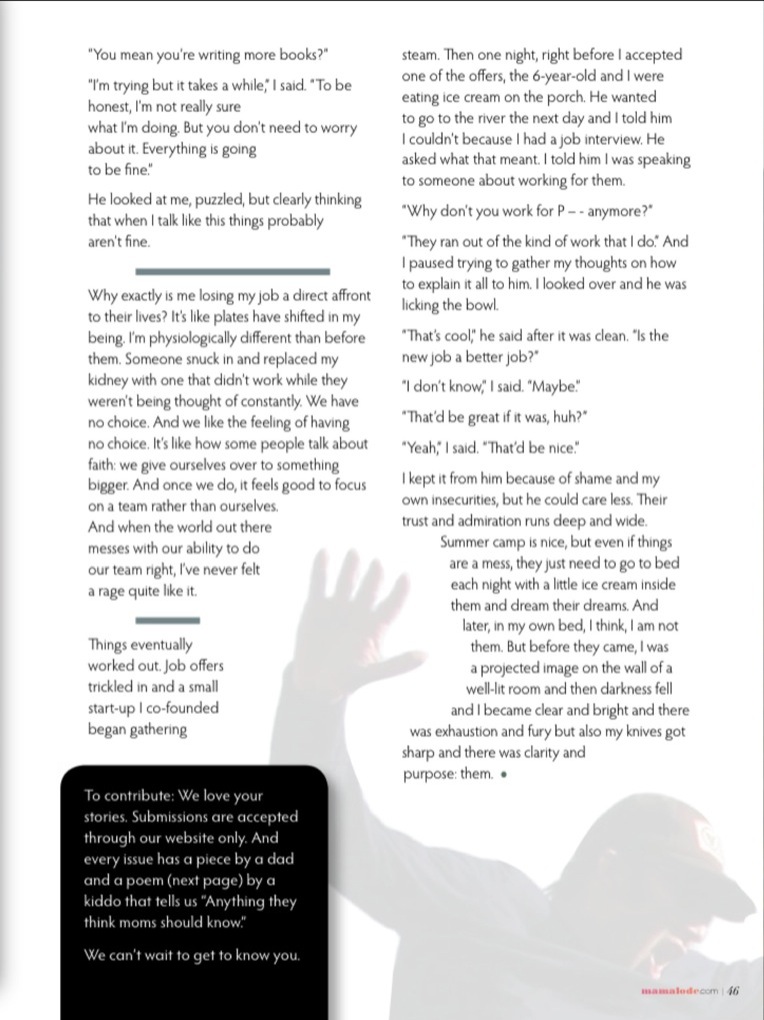 "You mean you're writing more books?"
"I'm trying but it takes a while," I said. "To be
honest, I'm not really sure
what I'm doing. But you don't need to worry
about it. Everything is going
to be fine."
He looked at me, puzzled, but clearly thinking
that when I talk like this things probably
aren't fine.
Why exactly is me losing my job a direct affront
to their lives? It's like plates have shifted in my
being. I'm physiologically different than before
them. Someone snuck in and replaced my
kidney with one that didn't work while they
weren't being thought of constantly. We have
no choice. And we like the feeling of having
no choice. It's like how some people talk about
faith: we give ourselves over to something
bigger. And once we do, it feels good to focus
on a team rather than ourselves.
And when the world out there
messes with our ability to do
our team right, I've never felt
a rage quite like it.
Things eventually
worked out. Job offers
trickled in and a small
start-up I co-founded
began gathering
steam. Then one night, right before I accepted
one of the offers, the 6-year-old and I were
eating ice cream on the porch. He wanted
to go to the river the next day and I told him
I couldn't because I had a job interview. He
asked what that meant. I told him I was speaking
to someone about working for them.
"Why don't you work for P – - anymore?"
"They ran out of the kind of work that I do." And
I paused trying to gather my thoughts on how
to explain it all to him. I looked over and he was
licking the bowl.
"That's cool," he said after it was clean. "Is the
new job a better job?"
"I don't know," I said. "Maybe."
"That'd be great if it was, huh?"
"Yeah," I said. "That'd be nice."
I kept it from him because of shame and my
own insecurities, but he could care less. Their
trust and admiration runs deep and wide.
Summer camp is nice, but even if things
are a mess, they just need to go to bed
each night with a little ice cream inside
them and dream their dreams. And
later, in my own bed, I think, I am not
them. But before they came, I was
a projected image on the wall of a
well-lit room and then darkness fell
and I became clear and bright and there
was exhaustion and fury but also my knives got
sharp and there was clarity and
purpose: them. •
To contribute: We love your
stories. Submissions are accepted
through our website only. And
every issue has a piece by a dad
and a poem (next page) by a
kiddo that tells us "Anything they
think moms should know."
We can't wait to get to know you.
mamalode.com | 46